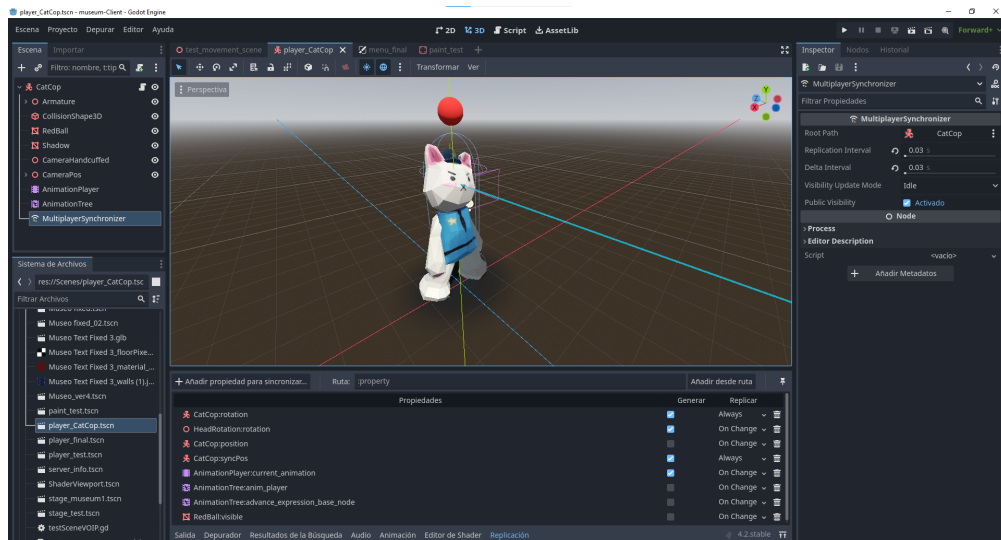 player_CatCop.tscn - museum-Client - Godot Engine
Escena Proyecto Depurar Editor Ayuda
2D 3D Script AssetLib
Forward+
Escena Importar
test_movement_scene player_CatCop menu_final paint_test
Inspector Nodos Historial
Filtro: nombre, t:tip
Transformar Ver
CatCop
Armature
CollisionShape3D
RedBall
Shadow
CameraHandcuffed
CameraPos
AnimationPlayer
AnimationTree
MultiplayerSynchronizer
Perspectiva
Y
Z
X
MultiplayerSynchronizer
Filtrar Propiedades
MultiplayerSynchronizer
Root Path CatCop
Replication Interval 0.03 s
Delta Interval 0.03 s
Visibility Update Mode Idle
Public Visibility Activado
Node
Process
Editor Description
Script <vacío>
Añadir Metadatos
Sistema de Archivos
res://Scenes/player_CatCop.tsc
Filtrar Archivos
Museo fixed.tscn
Museo fixed_02.tscn
Museo Text Fixed 3.glb
Museo Text Fixed 3_floorPixe...
Museo Text Fixed 3_material_...
Museo Text Fixed 3_walls (1).j...
Museo_ver4.tscn
paint_test.tscn
player_CatCop.tscn
player_final.tscn
player_test.tscn
server_info.tscn
ShaderViewport.tscn
stage_museum1.tscn
stage_test.tscn
testSceneVOIP.gd
Añadir propiedad para sincronizar... Ruta: :property Añadir desde ruta
Propiedades Generar Replicar
CatCop:rotation Always
HeadRotation:rotation On Change
CatCop:position On Change
CatCop:syncPos Always
AnimationPlayer:current_animation On Change
AnimationTree:anim_player On Change
AnimationTree:advance_expression_base_node On Change
RedBall:visible On Change
Salida Depurador Resultados de la Búsqueda Audio Animación Editor de Shader Replicación 4.2.stable